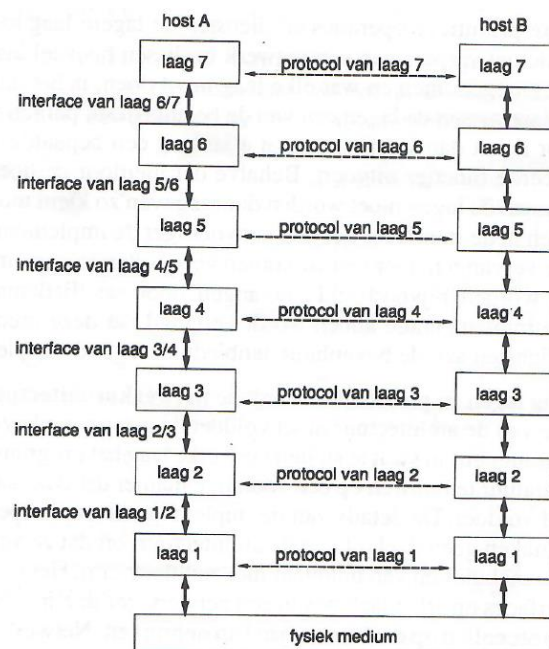 host A host B
laag 7 protocol van laag 7 laag 7
interface van laag 6/7
laag 6 protocol van laag 6 laag 6
interface van laag 5/6
laag 5 protocol van laag 5 laag 5
interface van laag 4/5
laag 4 protocol van laag 4 laag 4
interface van laag 3/4
laag 3 protocol van laag 3 laag 3
interface van laag 2/3
laag 2 protocol van laag 2 laag 2
interface van laag 1/2
laag 1 protocol van laag 1 laag 1
fysiek medium